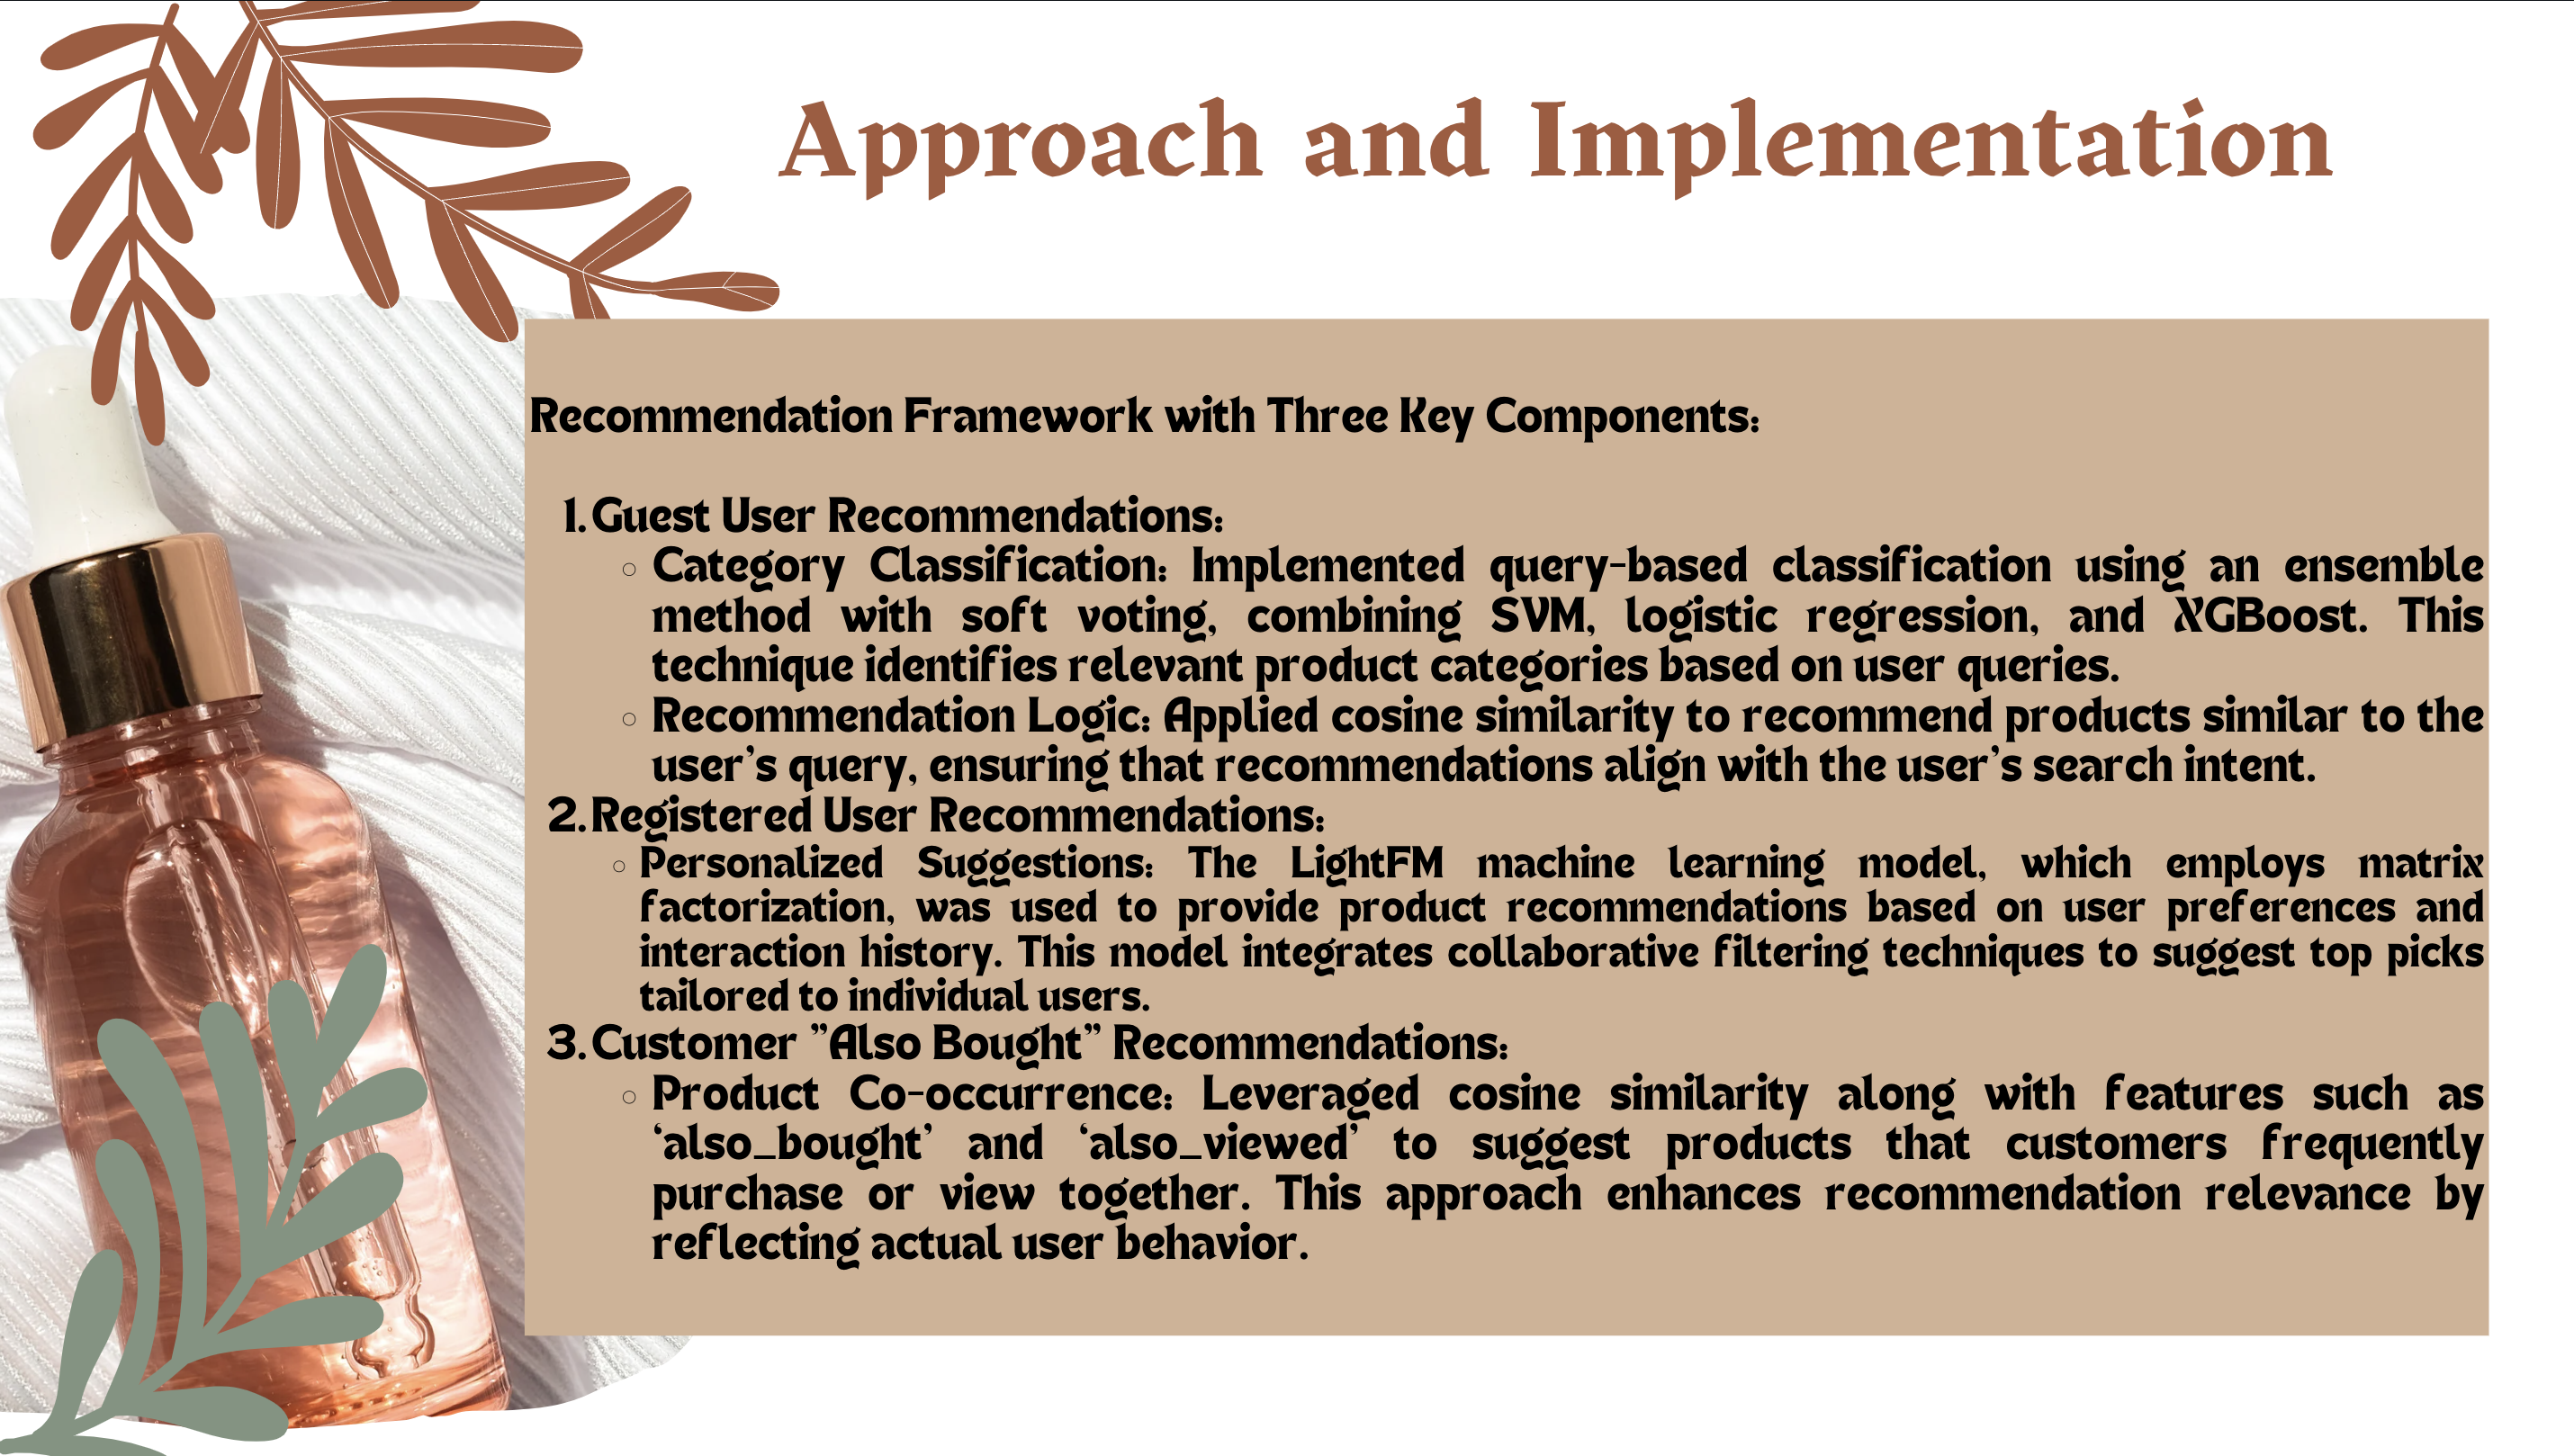 Approach and Implementation
Recommendation Framework with Three Key Components:
1. Guest User Recommendations:
◦ Category Classification: Implemented query-based classification using an ensemble
method with soft voting, combining SVM, logistic regression, and XGBoost. This
technique identifies relevant product categories based on user queries.
◦ Recommendation Logic: Applied cosine similarity to recommend products similar to the
user's query, ensuring that recommendations align with the user's search intent.
2. Registered User Recommendations:
◦ Personalized Suggestions: The LightFM machine learning model, which employs matrix
factorization, was used to provide product recommendations based on user preferences and
interaction history. This model integrates collaborative filtering techniques to suggest top picks
tailored to individual users.
3. Customer "Also Bought" Recommendations:
◦ Product Co-occurrence: Leveraged cosine similarity along with features such as
'also_bought' and 'also_viewed' to suggest products that customers frequently
purchase or view together. This approach enhances recommendation relevance by
reflecting actual user behavior.